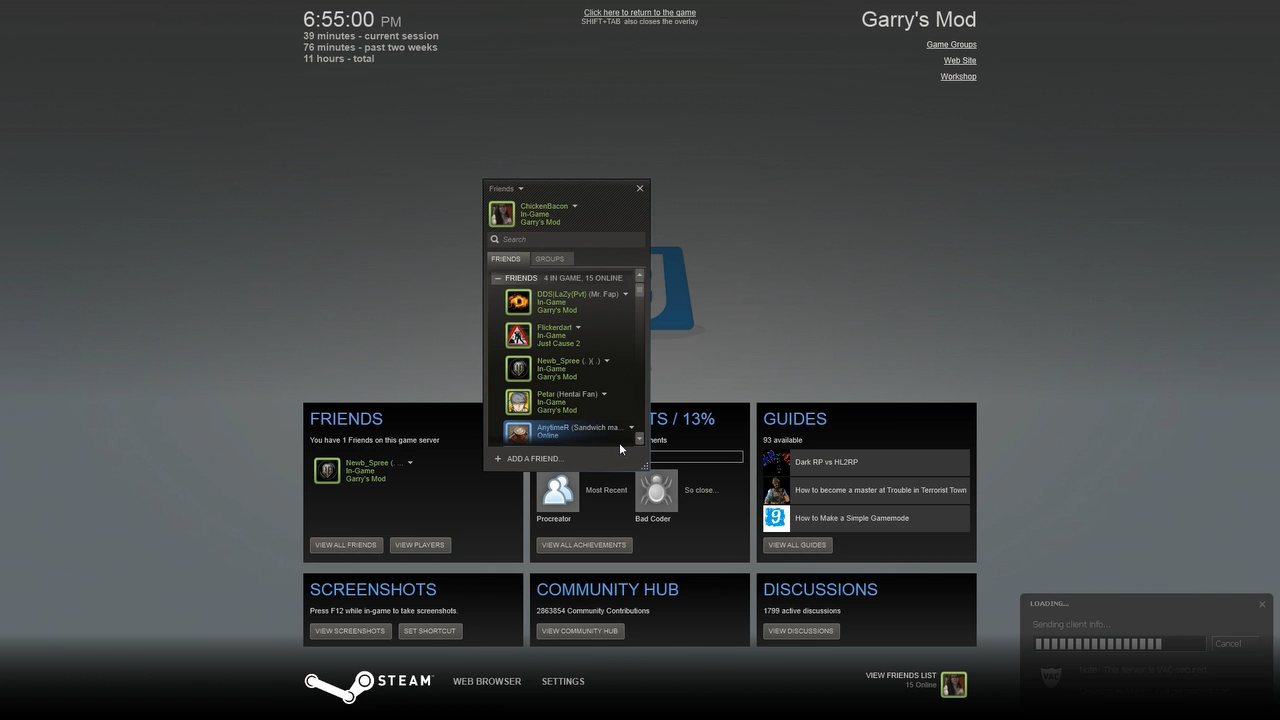 6:55:00 PM
39 minutes - current session
76 minutes - past two weeks
11 hours - total
Click here to return to the game
SHIFT+TAB also closes the overlay
Garry's Mod
Game Groups
Web Site
Workshop
Friends
ChickenBacon
In-Game
Garry's Mod
Search
FRIENDS GROUPS
FRIENDS 4 IN GAME, 15 ONLINE
DDS|LaZy{Pvt} (Mr. Fap)
In-Game
Garry's Mod
Flickerdart
In-Game
Just Cause 2
Newb_Spree (. )( .)
In-Game
Garry's Mod
Petar (Hentai Fan)
In-Game
Garry's Mod
AnytimeR (Sandwich ma...
Online
+ ADD A FRIEND...
FRIENDS
You have 1 Friends on this game server
Newb_Spree (. ...
In-Game
Garry's Mod
VIEW ALL FRIENDS VIEW PLAYERS
TS / 13%
ments
Most Recent
So close...
Procreator
Bad Coder
VIEW ALL ACHIEVEMENTS
GUIDES
93 available
Dark RP vs HL2RP
How to become a master at Trouble in Terrorist Town
How to Make a Simple Gamemode
VIEW ALL GUIDES
SCREENSHOTS
Press F12 while in-game to take screenshots.
VIEW SCREENSHOTS SET SHORTCUT
COMMUNITY HUB
2863854 Community Contributions
VIEW COMMUNITY HUB
DISCUSSIONS
1799 active discussions
VIEW DISCUSSIONS
LOADING...
Sending client info...
Cancel
Note: This server is VAC-secured.
VAC
STEAM
WEB BROWSER SETTINGS
VIEW FRIENDS LIST
15 Online